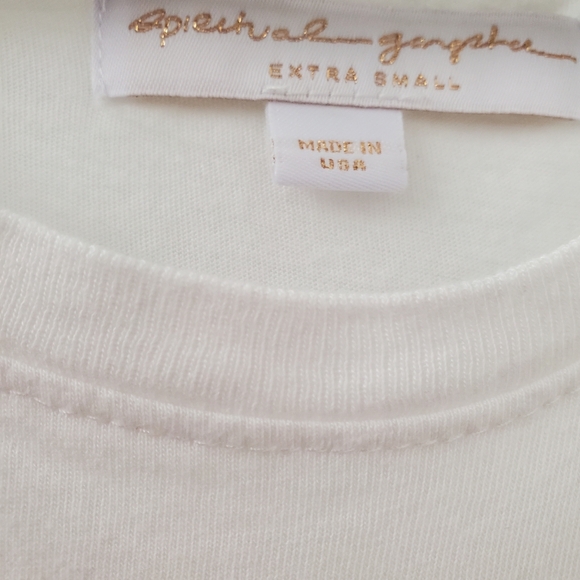 spiritual gangster
EXTRA SMALL
MADE IN
USA